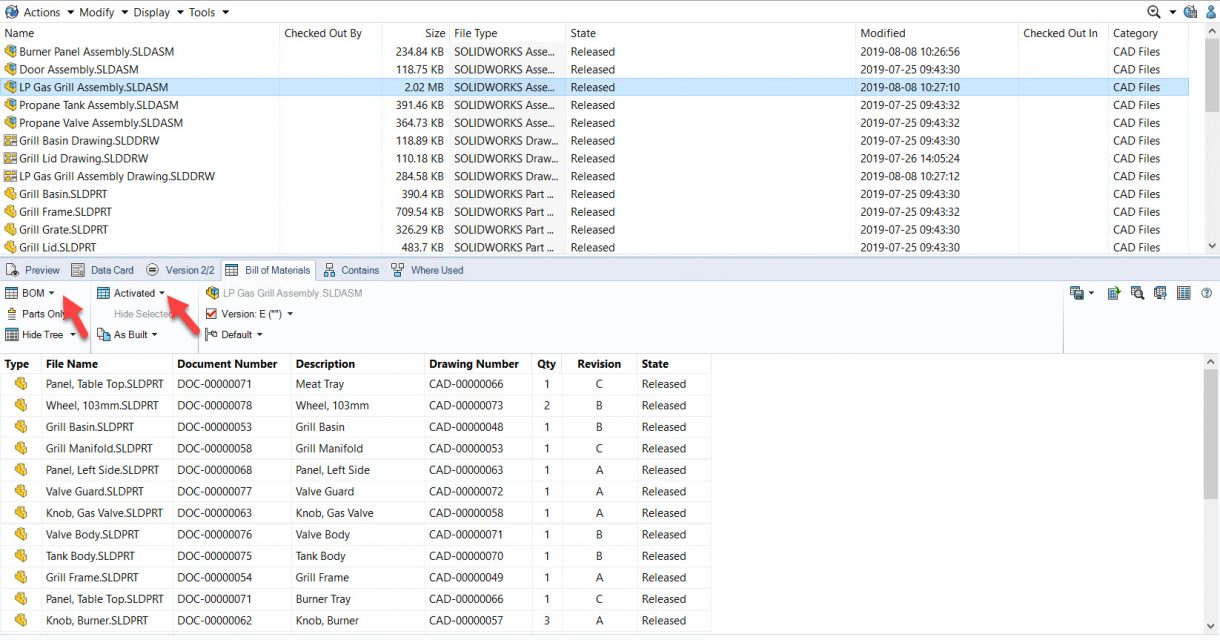 Actions Modify Display Tools
Name Checked Out By Size File Type State Modified Checked Out In Category
Burner Panel Assembly.SLDASM 234.84 KB SOLIDWORKS Asse... Released 2019-08-08 10:26:56 CAD Files
Door Assembly.SLDASM 118.75 KB SOLIDWORKS Asse... Released 2019-07-25 09:43:30 CAD Files
LP Gas Grill Assembly.SLDASM 2.02 MB SOLIDWORKS Asse... Released 2019-08-08 10:27:10 CAD Files
Propane Tank Assembly.SLDASM 391.46 KB SOLIDWORKS Asse... Released 2019-07-25 09:43:32 CAD Files
Propane Valve Assembly.SLDASM 364.73 KB SOLIDWORKS Asse... Released 2019-07-25 09:43:32 CAD Files
Grill Basin Drawing.SLDDRW 118.89 KB SOLIDWORKS Draw... Released 2019-07-25 09:43:30 CAD Files
Grill Lid Drawing.SLDDRW 110.18 KB SOLIDWORKS Draw... Released 2019-07-26 14:05:24 CAD Files
LP Gas Grill Assembly Drawing.SLDDRW 284.58 KB SOLIDWORKS Draw... Released 2019-08-08 10:27:12 CAD Files
Grill Basin.SLDPRT 390.4 KB SOLIDWORKS Part ... Released 2019-07-25 09:43:30 CAD Files
Grill Frame.SLDPRT 709.54 KB SOLIDWORKS Part ... Released 2019-07-25 09:43:32 CAD Files
Grill Grate.SLDPRT 326.29 KB SOLIDWORKS Part ... Released 2019-07-25 09:43:30 CAD Files
Grill Lid.SLDPRT 483.7 KB SOLIDWORKS Part ... Released 2019-07-25 09:43:30 CAD Files
Preview Data Card Version 2/2 Bill of Materials Contains Where Used
BOM Activated LP Gas Grill Assembly.SLDASM
Parts Only Hide Selected Version: E ("")
Hide Tree As Built Default
Type File Name Document Number Description Drawing Number Qty Revision State
Panel, Table Top.SLDPRT DOC-00000071 Meat Tray CAD-00000066 1 C Released
Wheel, 103mm.SLDPRT DOC-00000078 Wheel, 103mm CAD-00000073 2 B Released
Grill Basin.SLDPRT DOC-00000053 Grill Basin CAD-00000048 1 B Released
Grill Manifold.SLDPRT DOC-00000058 Grill Manifold CAD-00000053 1 C Released
Panel, Left Side.SLDPRT DOC-00000068 Panel, Left Side CAD-00000063 1 A Released
Valve Guard.SLDPRT DOC-00000077 Valve Guard CAD-00000072 1 A Released
Knob, Gas Valve.SLDPRT DOC-00000063 Knob, Gas Valve CAD-00000058 1 A Released
Valve Body.SLDPRT DOC-00000076 Valve Body CAD-00000071 1 B Released
Tank Body.SLDPRT DOC-00000075 Tank Body CAD-00000070 1 B Released
Grill Frame.SLDPRT DOC-00000054 Grill Frame CAD-00000049 1 A Released
Panel, Table Top.SLDPRT DOC-00000071 Burner Tray CAD-00000066 1 C Released
Knob, Burner.SLDPRT DOC-00000062 Knob, Burner CAD-00000057 3 A Released